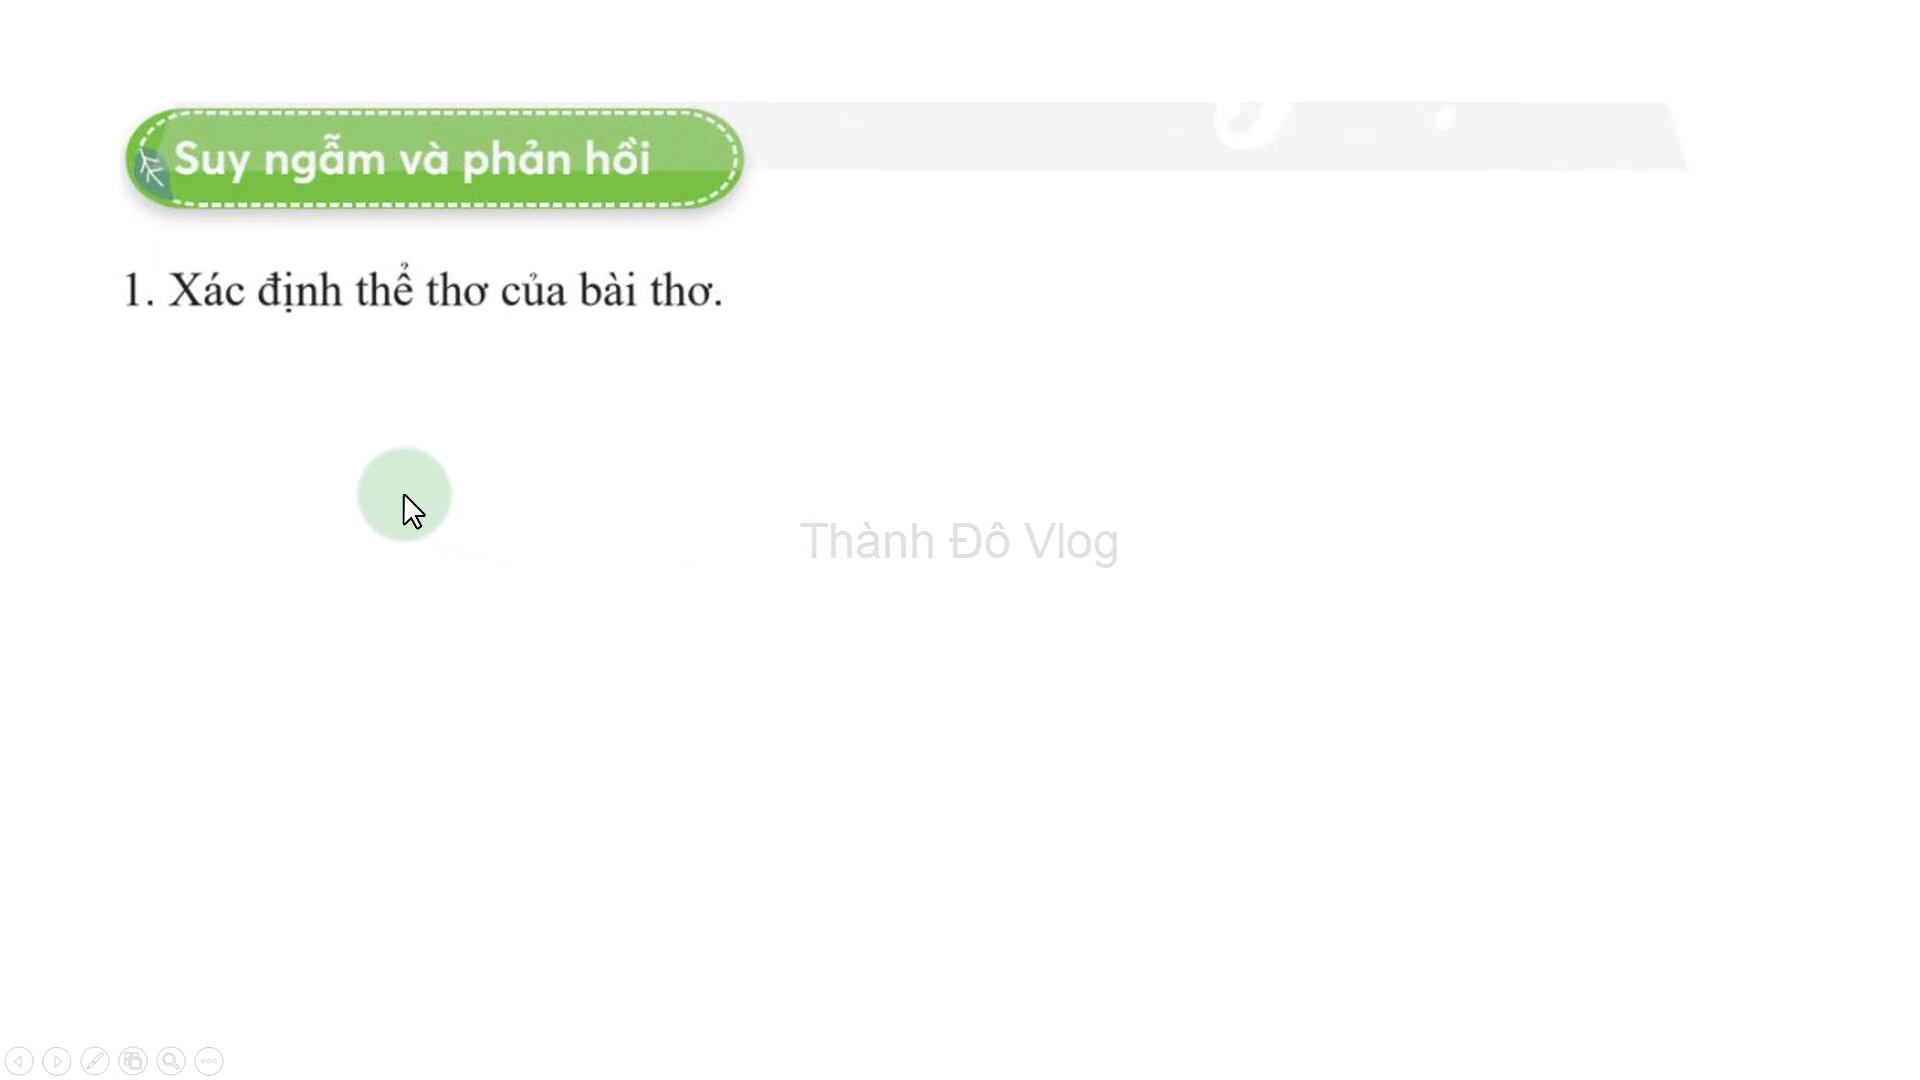 Suy ngẫm và phản hồi
1. Xác định thể thơ của bài thơ.
Thành Đô Vlog